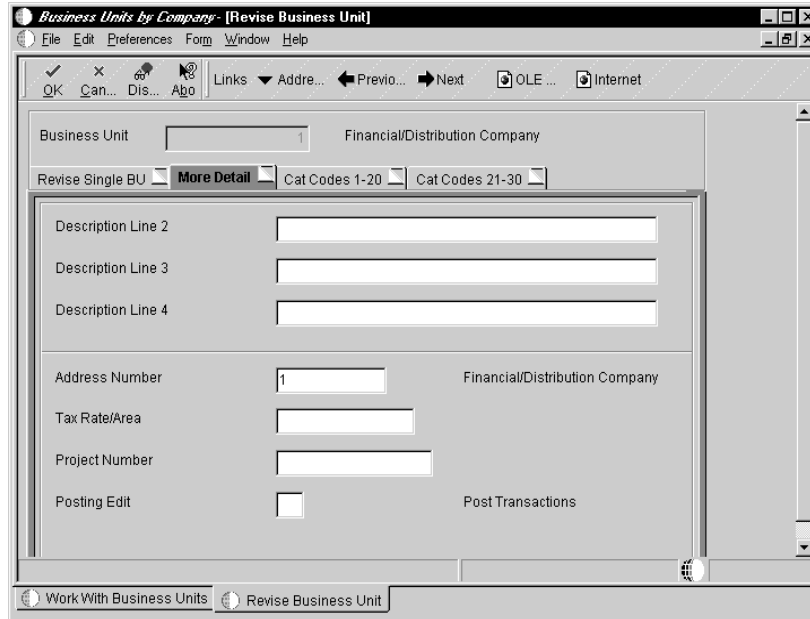 Business Units by Company - [Revise Business Unit]
File Edit Preferences Form Window Help
OK Can... Dis... Abo Links Addre... Previo... Next OLE ... Internet
Business Unit 1 Financial/Distribution Company
Revise Single BU More Detail Cat Codes 1-20 Cat Codes 21-30
Description Line 2
Description Line 3
Description Line 4
Address Number 1 Financial/Distribution Company
Tax Rate/Area
Project Number
Posting Edit Post Transactions
Work With Business Units Revise Business Unit